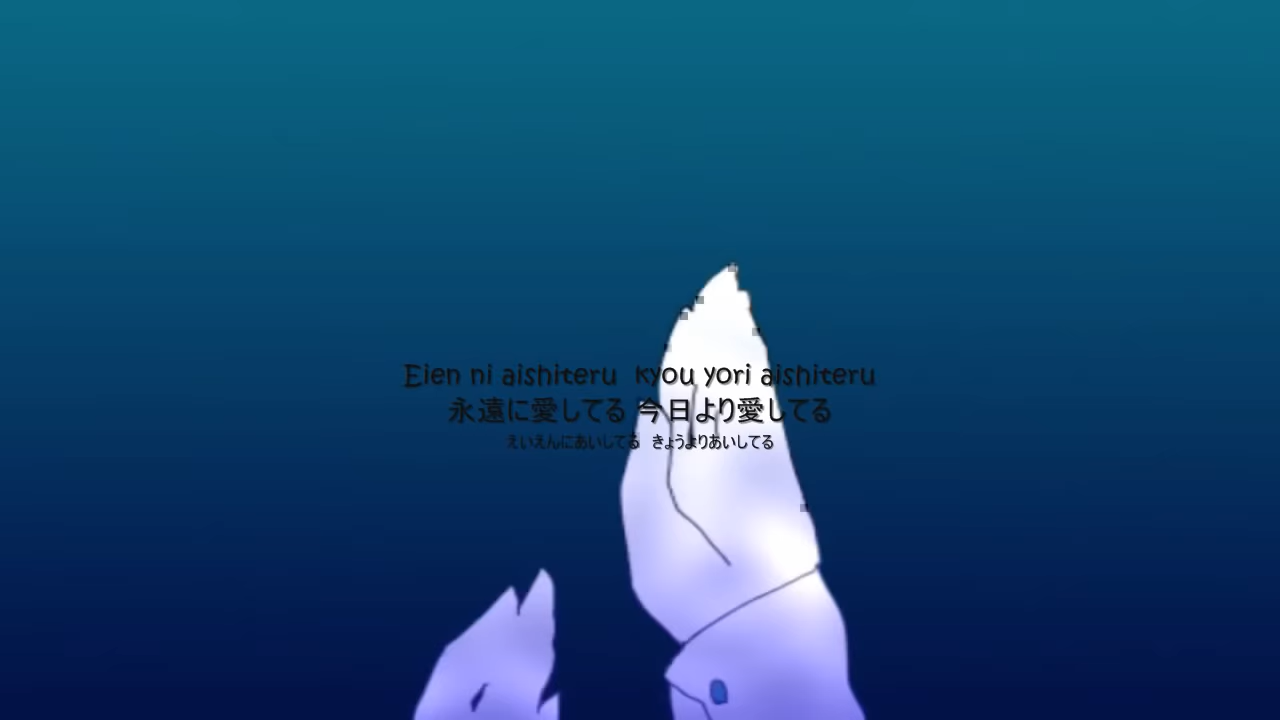 Eien ni aishiteru kyou yori aishiteru
永遠に愛してる 今日より愛してる
えいえんにあいしてる きょうよりあいしてる